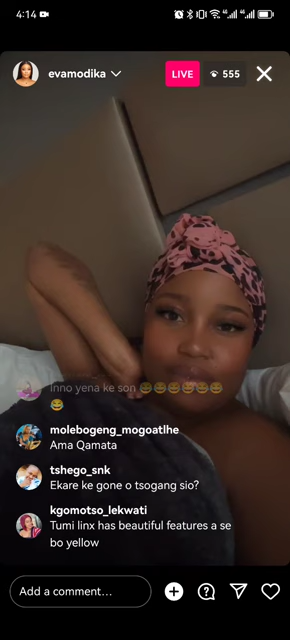 4:14
evamodika
LIVE
555
Inno yena ke son 😂😂😂😂😂😂
😂
molebogeng_mogoatlhe
Ama Qamata
tshego_snk
Ekare ke gone o tsogang sio?
kgomotso_lekwati
Tumi linx has beautiful features a se
bo yellow
Add a comment...